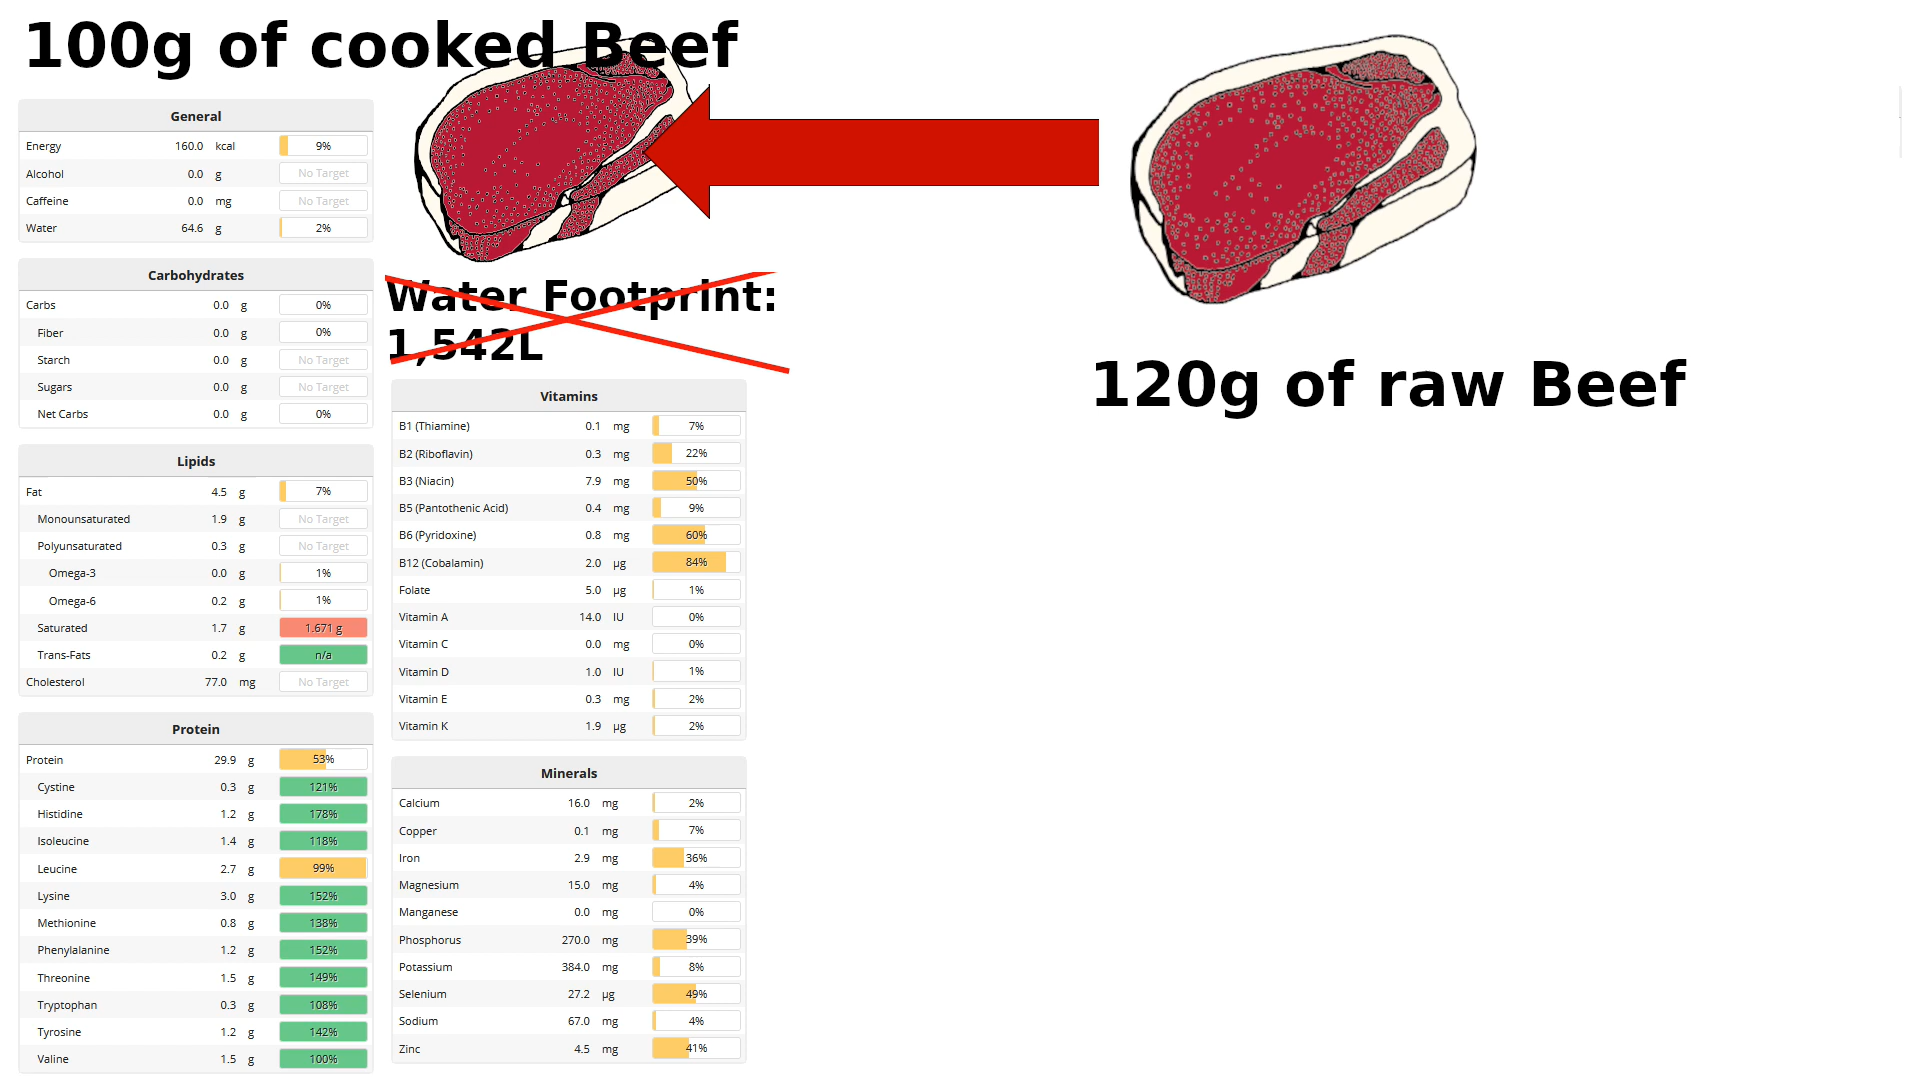 100g of cooked Beef
General
Energy 160.0 kcal 9%
Alcohol 0.0 g No Target
Caffeine 0.0 mg No Target
Water 64.6 g 2%
Carbohydrates
Carbs 0.0 g 0%
Fiber 0.0 g 0%
Starch 0.0 g No Target
Sugars 0.0 g No Target
Net Carbs 0.0 g 0%
Lipids
Fat 4.5 g 7%
Monounsaturated 1.9 g No Target
Polyunsaturated 0.3 g No Target
Omega-3 0.0 g 1%
Omega-6 0.2 g 1%
Saturated 1.7 g 1.671 g
Trans-Fats 0.2 g n/a
Cholesterol 77.0 mg No Target
Protein
Protein 29.9 g 53%
Cystine 0.3 g 121%
Histidine 1.2 g 178%
Isoleucine 1.4 g 118%
Leucine 2.7 g 99%
Lysine 3.0 g 152%
Methionine 0.8 g 138%
Phenylalanine 1.2 g 152%
Threonine 1.5 g 149%
Tryptophan 0.3 g 108%
Tyrosine 1.2 g 142%
Valine 1.5 g 100%
Water Footprint:
1,542L
Vitamins
B1 (Thiamine) 0.1 mg 7%
B2 (Riboflavin) 0.3 mg 22%
B3 (Niacin) 7.9 mg 50%
B5 (Pantothenic Acid) 0.4 mg 9%
B6 (Pyridoxine) 0.8 mg 60%
B12 (Cobalamin) 2.0 µg 84%
Folate 5.0 µg 1%
Vitamin A 14.0 IU 0%
Vitamin C 0.0 mg 0%
Vitamin D 1.0 IU 1%
Vitamin E 0.3 mg 2%
Vitamin K 1.9 µg 2%
Minerals
Calcium 16.0 mg 2%
Copper 0.1 mg 7%
Iron 2.9 mg 36%
Magnesium 15.0 mg 4%
Manganese 0.0 mg 0%
Phosphorus 270.0 mg 39%
Potassium 384.0 mg 8%
Selenium 27.2 µg 49%
Sodium 67.0 mg 4%
Zinc 4.5 mg 41%
120g of raw Beef